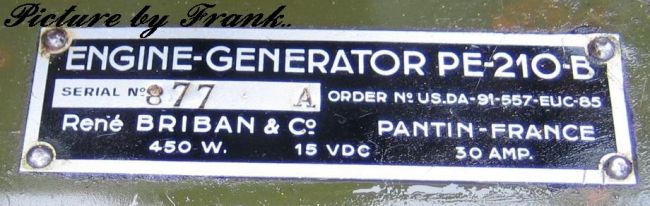 Picture by Frank..
ENGINE-GENERATOR PE-210-B
SERIAL No 877 A ORDER No US.DA-91-557-EUC-85
René BRIBAN & Co PANTIN-FRANCE
450 W. 15 VDC 30 AMP.